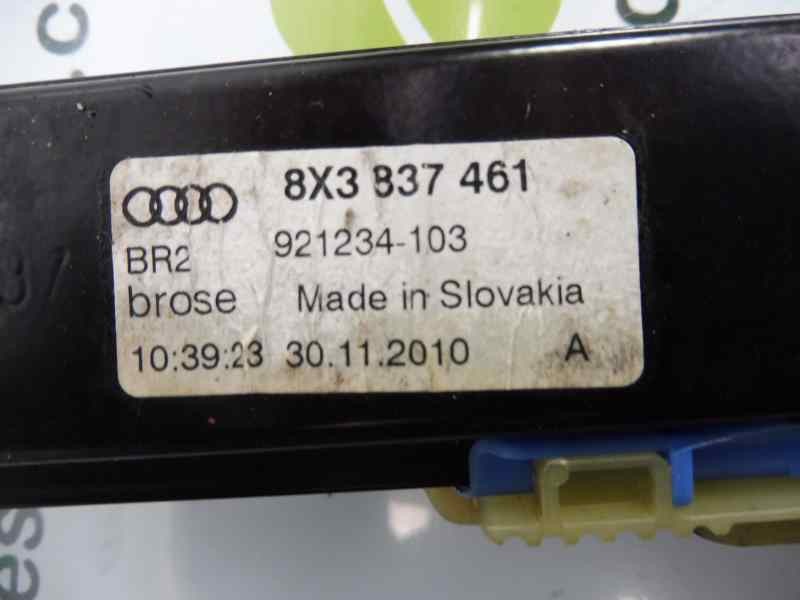 8X3 837 461
BR2 921234-103
brose Made in Slovakia
10:39:23 30.11.2010 A